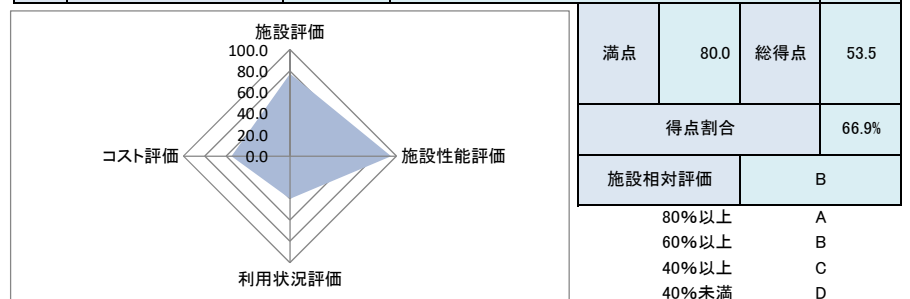 施設評価
100.0
80.0
60.0
40.0
20.0
0.0
コスト評価
施設性能評価
利用状況評価
満点 80.0 総得点 53.5
得点割合 66.9%
施設相対評価 B
80%以上 A
60%以上 B
40%以上 C
40%未満 D